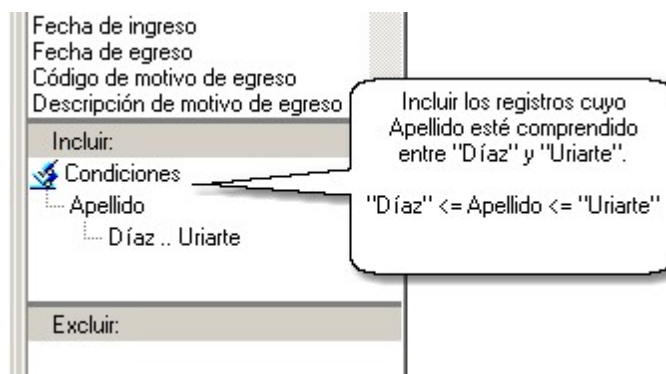 Fecha de ingreso
Fecha de egreso
Código de motivo de egreso
Descripción de motivo de egreso
Incluir:
Condiciones
Apellido
Díaz .. Uriarte
Excluir:
Incluir los registros cuyo
Apellido esté comprendido
entre "Díaz" y "Uriarte".
"Díaz" <= Apellido <= "Uriarte"